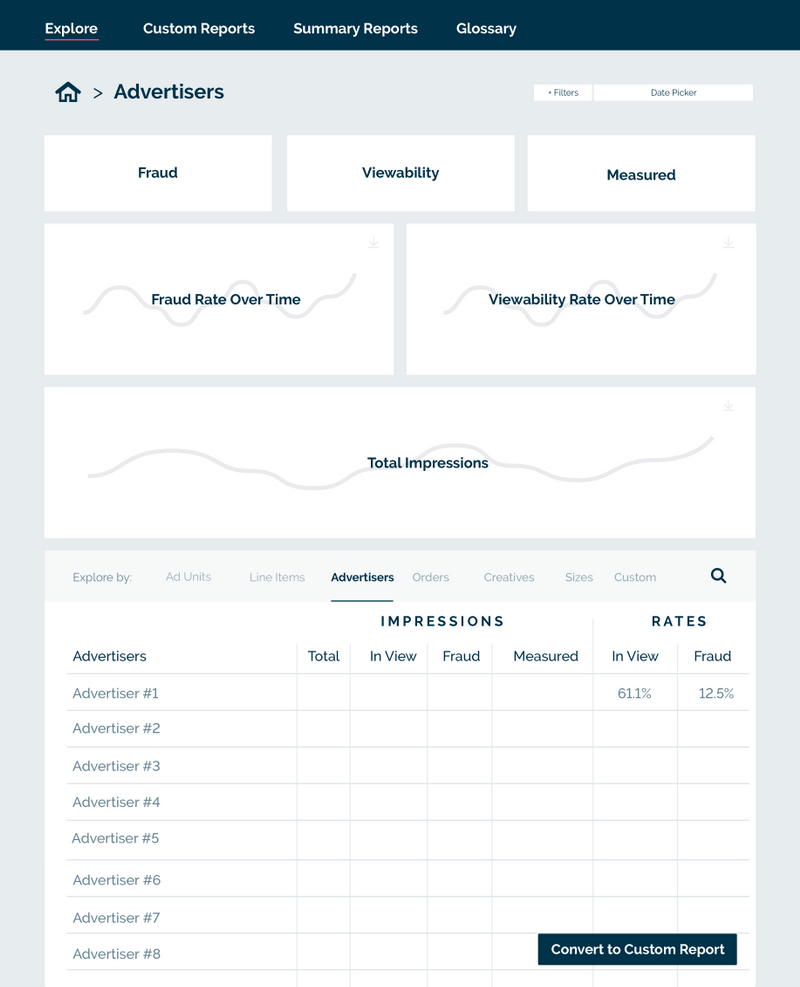 Explore Custom Reports Summary Reports Glossary
> Advertisers
+ Filters Date Picker
Fraud Viewability Measured
Fraud Rate Over Time Viewability Rate Over Time
Total Impressions
Explore by: Ad Units Line Items Advertisers Orders Creatives Sizes Custom
IMPRESSIONS RATES
Advertisers Total In View Fraud Measured In View Fraud
Advertiser #1 61.1% 12.5%
Advertiser #2
Advertiser #3
Advertiser #4
Advertiser #5
Advertiser #6
Advertiser #7
Advertiser #8
Convert to Custom Report